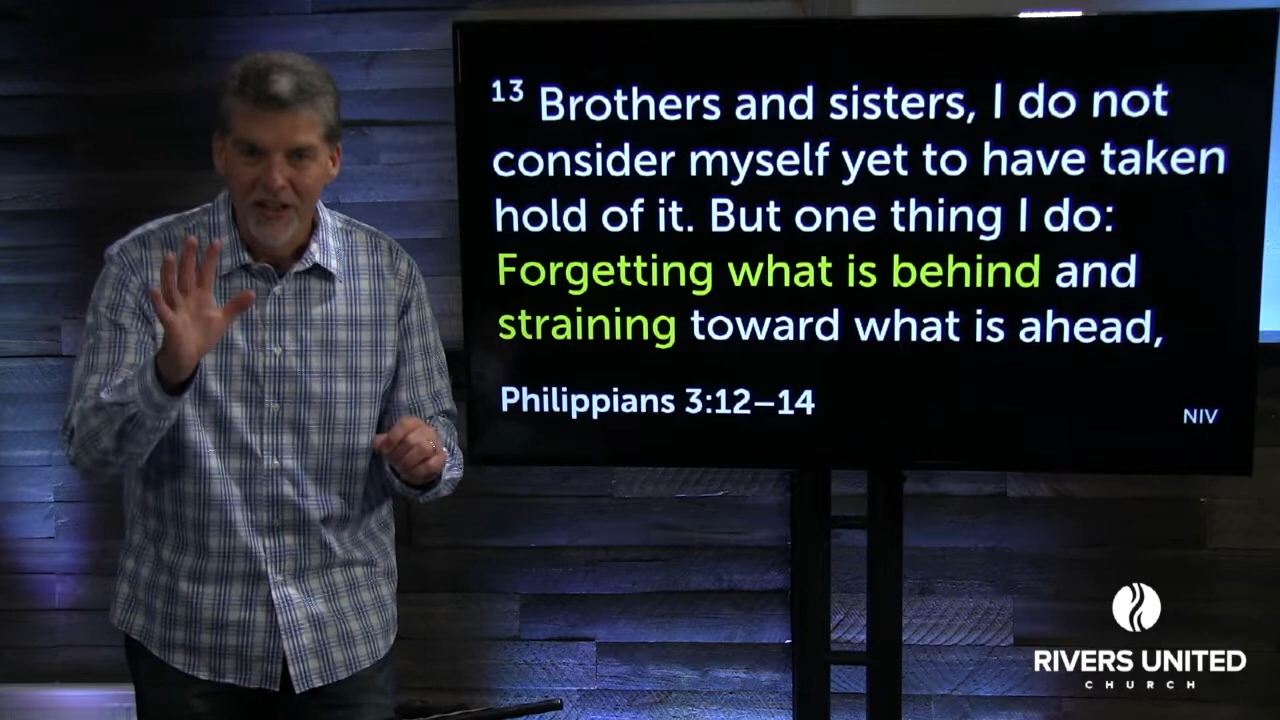 13 Brothers and sisters, I do not
consider myself yet to have taken
hold of it. But one thing I do:
Forgetting what is behind and
straining toward what is ahead,
Philippians 3:12–14
NIV
RIVERS UNITED
CHURCH